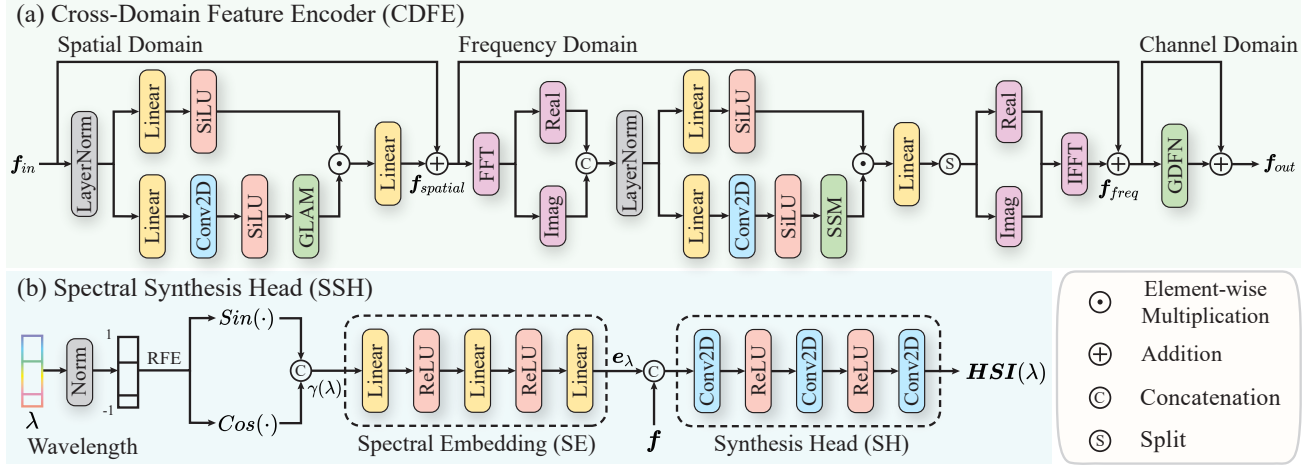 (a) Cross-Domain Feature Encoder (CDFE)
Spatial Domain
Frequency Domain
Channel Domain
f_in
LayerNorm
Linear
SiLU
Linear
Conv2D
SiLU
GLAM
Linear
f_spatial
FFT
Real
Imag
C
LayerNorm
Linear
SiLU
Linear
Conv2D
SiLU
SSM
Linear
S
Real
Imag
IFFT
f_freq
GDFN
f_out
(b) Spectral Synthesis Head (SSH)
λ
Wavelength
Norm
1
-1
RFE
Sin(·)
Cos(·)
C
γ(λ)
Linear
ReLU
Linear
ReLU
Linear
Spectral Embedding (SE)
e_λ
C
f
Conv2D
ReLU
Conv2D
ReLU
Conv2D
Synthesis Head (SH)
HSI(λ)
Element-wise
Multiplication
Addition
C Concatenation
S Split